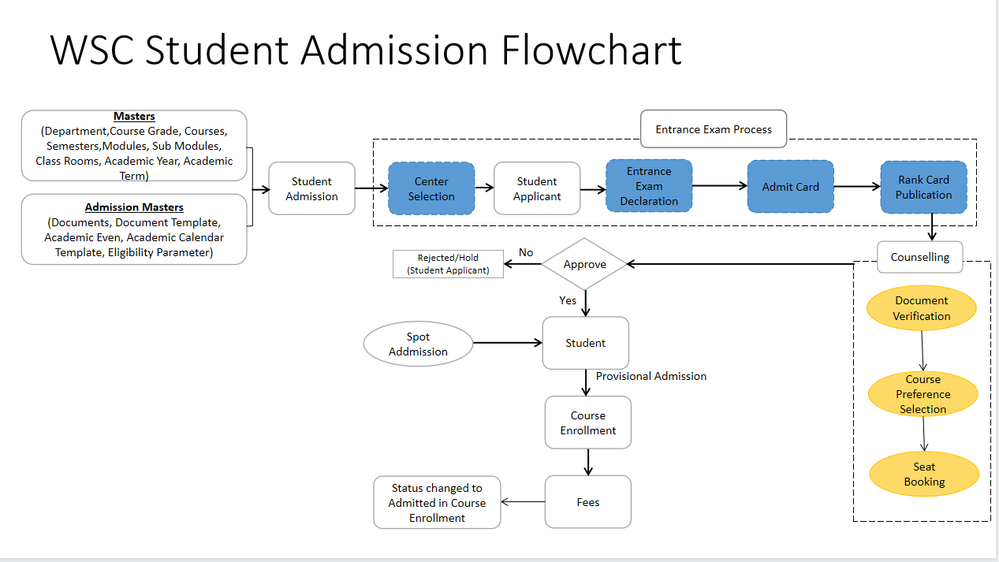 WSC Student Admission Flowchart
Masters
(Department,Course Grade, Courses,
Semesters,Modules, Sub Modules,
Class Rooms, Academic Year, Academic
Term)
Admission Masters
(Documents, Document Template,
Academic Even, Academic Calendar
Template, Eligibility Parameter)
Student
Admission
Entrance Exam Process
Center
Selection
Student
Applicant
Entrance
Exam
Declaration
Admit Card
Rank Card
Publication
Counselling
Document
Verification
Course
Preference
Selection
Seat
Booking
Approve
No
Rejected/Hold
(Student Applicant)
Yes
Spot
Addmission
Student
Provisional Admission
Course
Enrollment
Fees
Status changed to
Admitted in Course
Enrollment